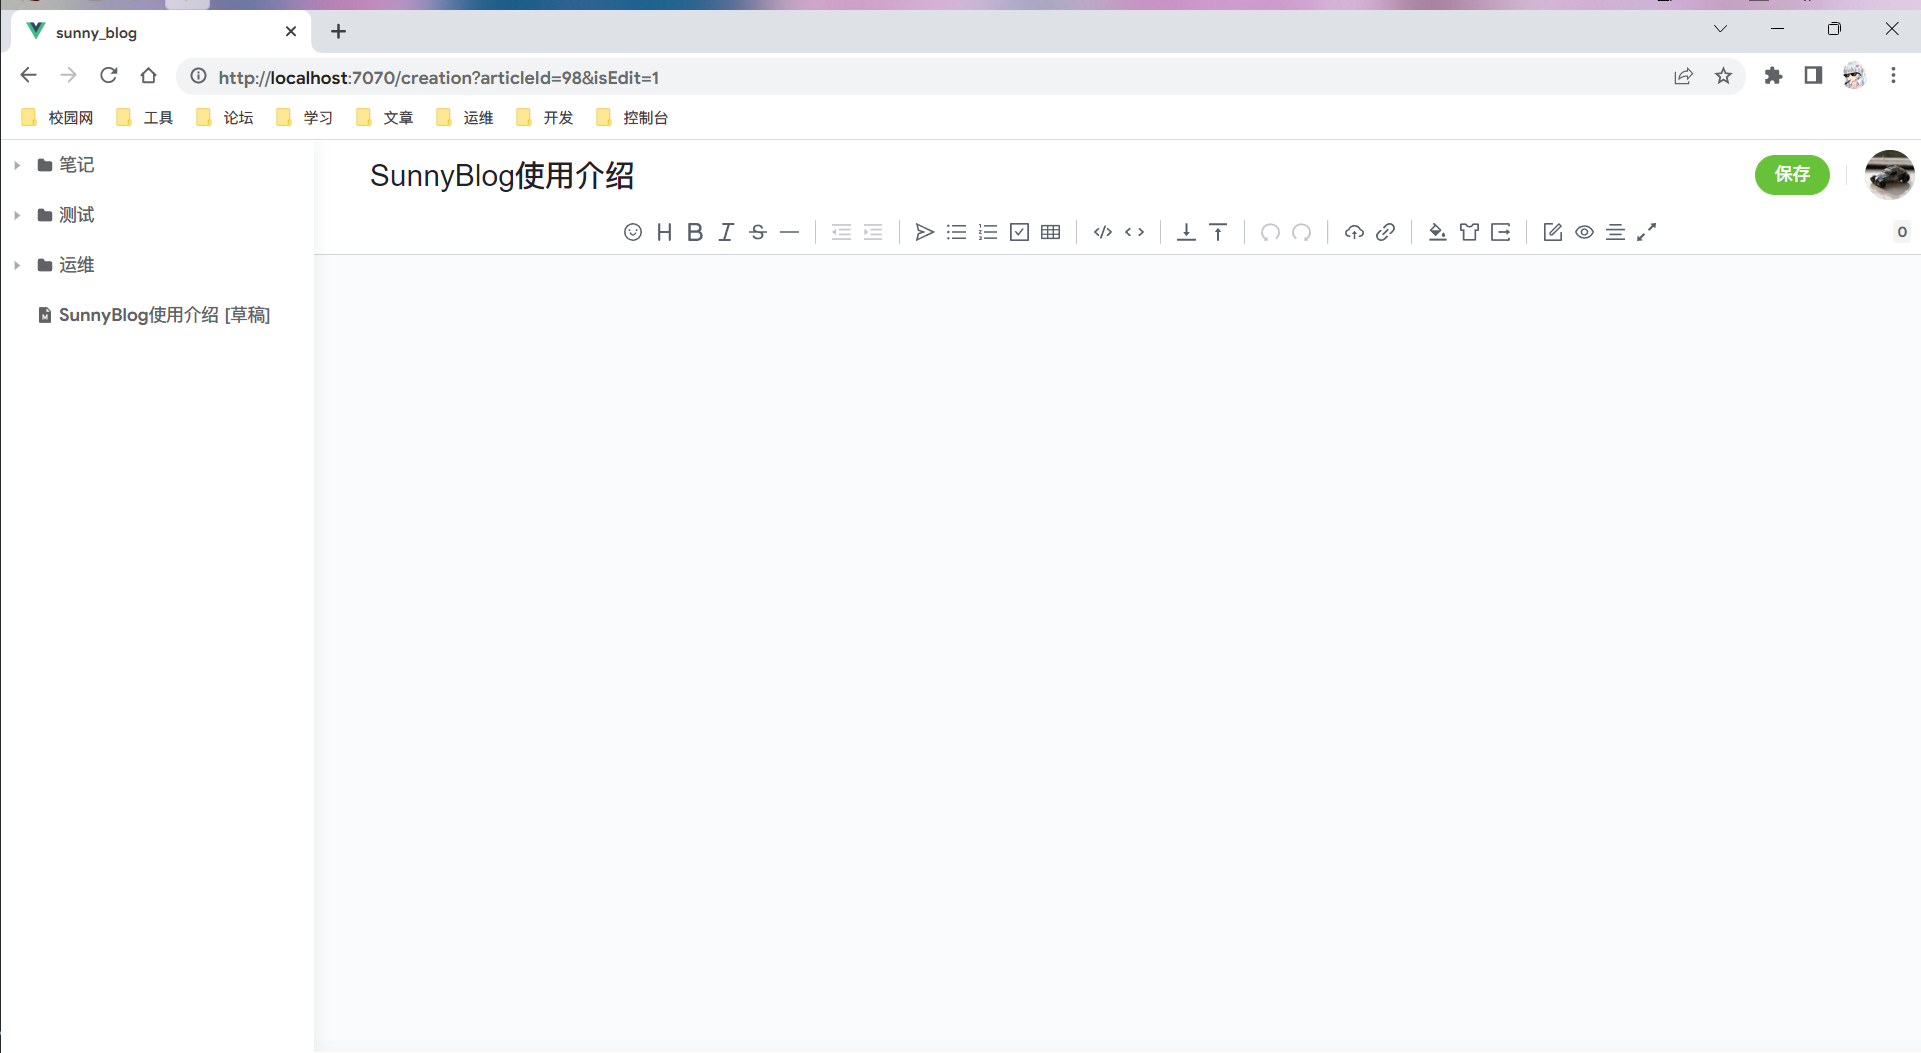 sunny_blog
http://localhost:7070/creation?articleId=98&isEdit=1
校园网 工具 论坛 学习 文章 运维 开发 控制台
笔记
测试
运维
SunnyBlog使用介绍 [草稿]
SunnyBlog使用介绍
保存
0